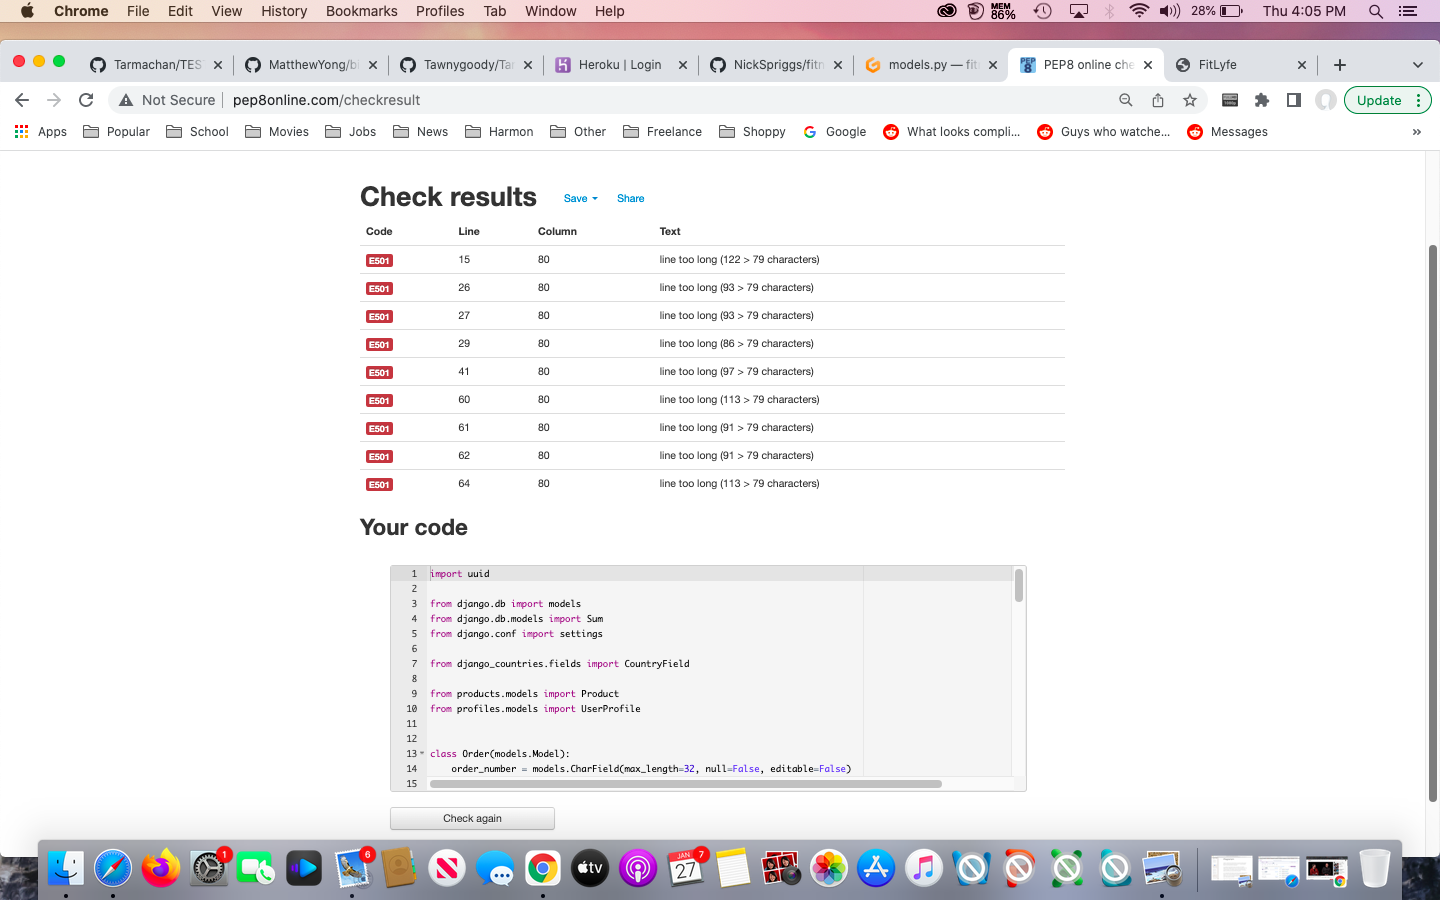 Chrome File Edit View History Bookmarks Profiles Tab Window Help MEM 86% 28% Thu 4:05 PM
Tarmachan/TES MatthewYong/bi Tawnygoody/Tar Heroku | Login NickSpriggs/fitn models.py — fit PEP8 online che FitLyfe
Not Secure pep8online.com/checkresult Update
Apps Popular School Movies Jobs News Harmon Other Freelance Shoppy Google What looks compli... Guys who watche... Messages »
Check results Save Share
Code Line Column Text
E501 15 80 line too long (122 > 79 characters)
E501 26 80 line too long (93 > 79 characters)
E501 27 80 line too long (93 > 79 characters)
E501 29 80 line too long (86 > 79 characters)
E501 41 80 line too long (97 > 79 characters)
E501 60 80 line too long (113 > 79 characters)
E501 61 80 line too long (91 > 79 characters)
E501 62 80 line too long (91 > 79 characters)
E501 64 80 line too long (113 > 79 characters)
Your code
1 import uuid
2
3 from django.db import models
4 from django.db.models import Sum
5 from django.conf import settings
6
7 from django_countries.fields import CountryField
8
9 from products.models import Product
10 from profiles.models import UserProfile
11
12
13 class Order(models.Model):
14 order_number = models.CharField(max_length=32, null=False, editable=False)
15
Check again
1 6 tv JAN 27 7